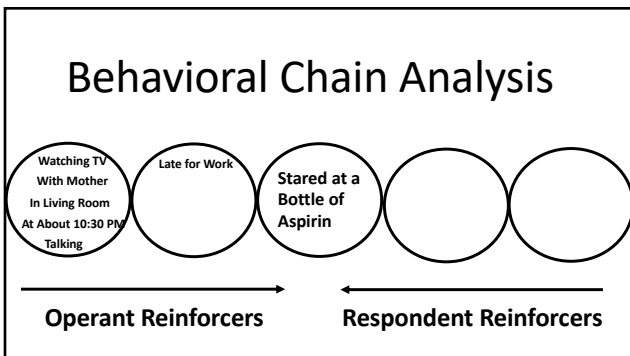 Behavioral Chain Analysis
Watching TV
With Mother
In Living Room
At About 10:30 PM
Talking
Late for Work
Stared at a
Bottle of
Aspirin
Operant Reinforcers
Respondent Reinforcers